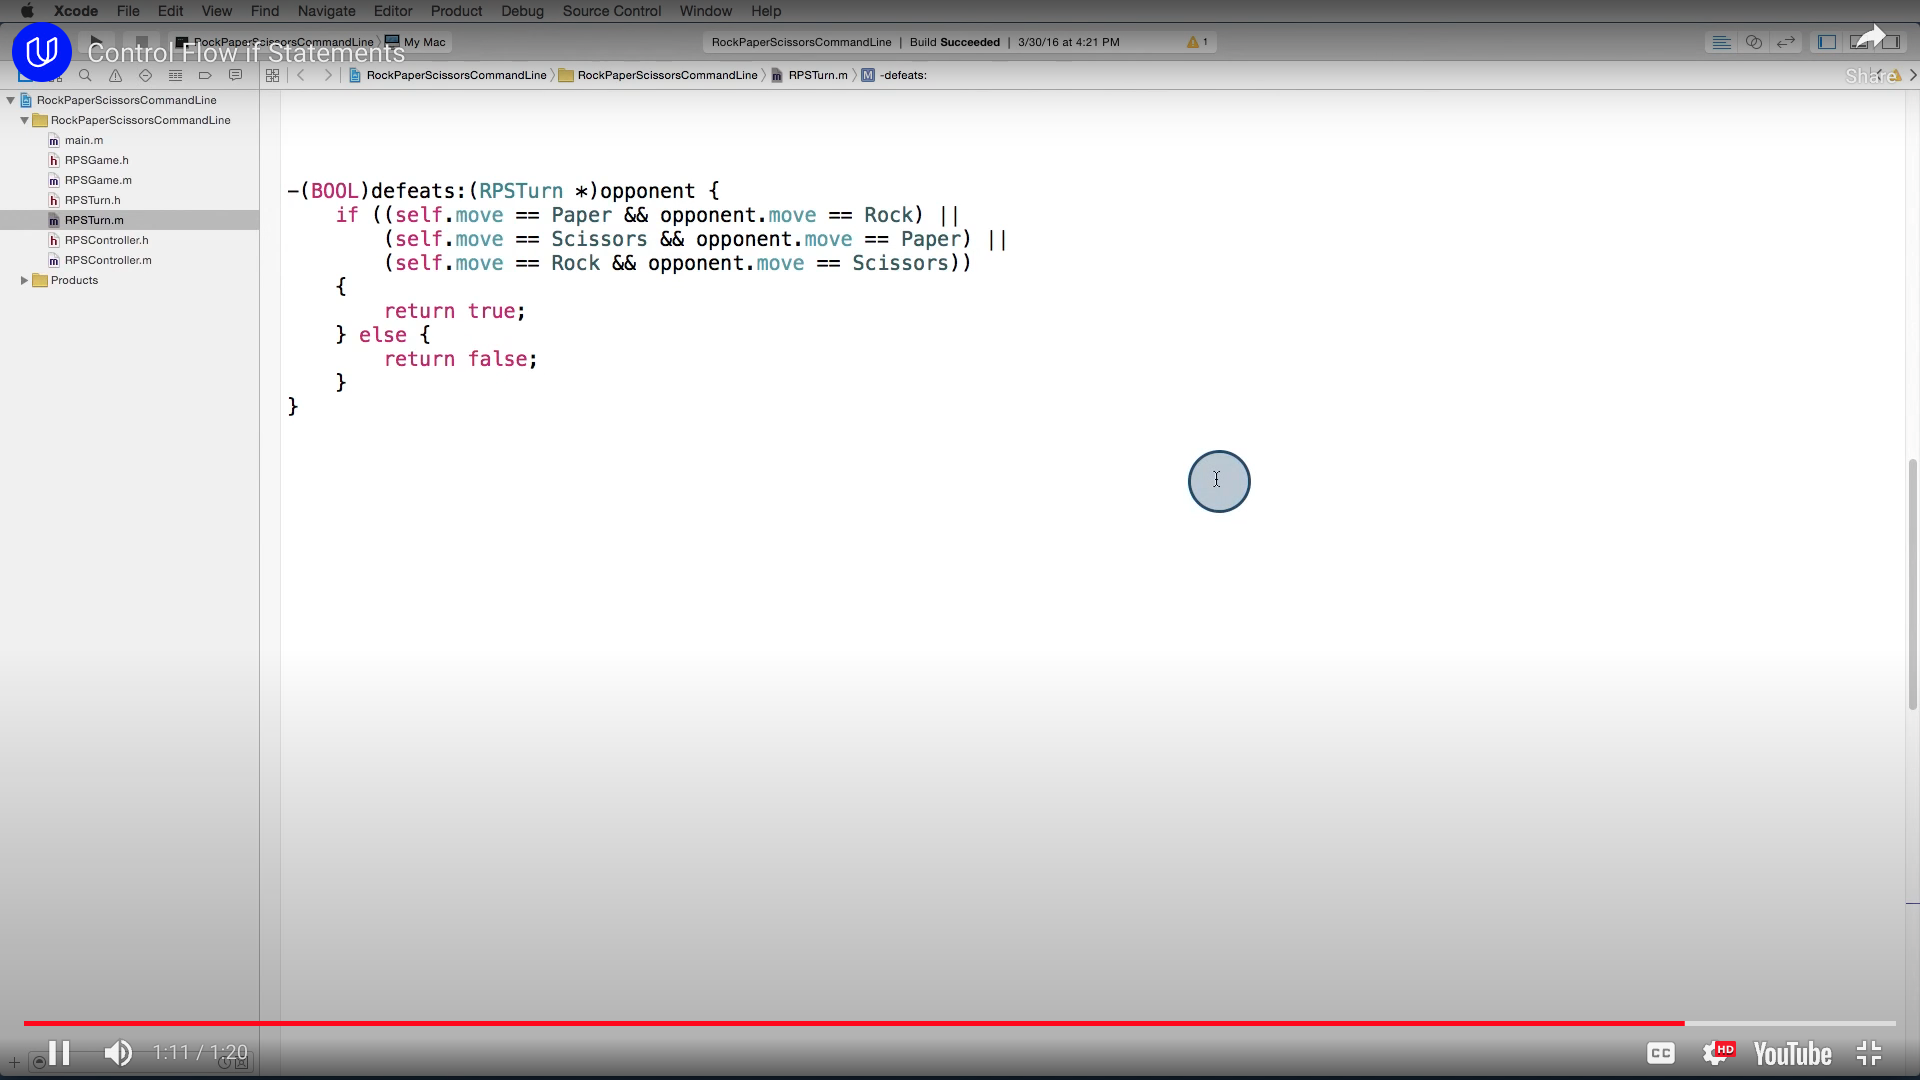 Xcode File Edit View Find Navigate Editor Product Debug Source Control Window Help
RockPaperScissorsCommandLine My Mac
RockPaperScissorsCommandLine | Build Succeeded | 3/30/16 at 4:21 PM 1
Control Flow if Statements
Share
RockPaperScissorsCommandLine RockPaperScissorsCommandLine RPSTurn.m M -defeats:
RockPaperScissorsCommandLine
RockPaperScissorsCommandLine
m main.m
h RPSGame.h
m RPSGame.m
h RPSTurn.h
m RPSTurn.m
h RPSController.h
m RPSController.m
Products
-(BOOL)defeats:(RPSTurn *)opponent {
if ((self.move == Paper && opponent.move == Rock) ||
(self.move == Scissors && opponent.move == Paper) ||
(self.move == Rock && opponent.move == Scissors))
{
return true;
} else {
return false;
}
}
1:11 / 1:20
CC HD YouTube